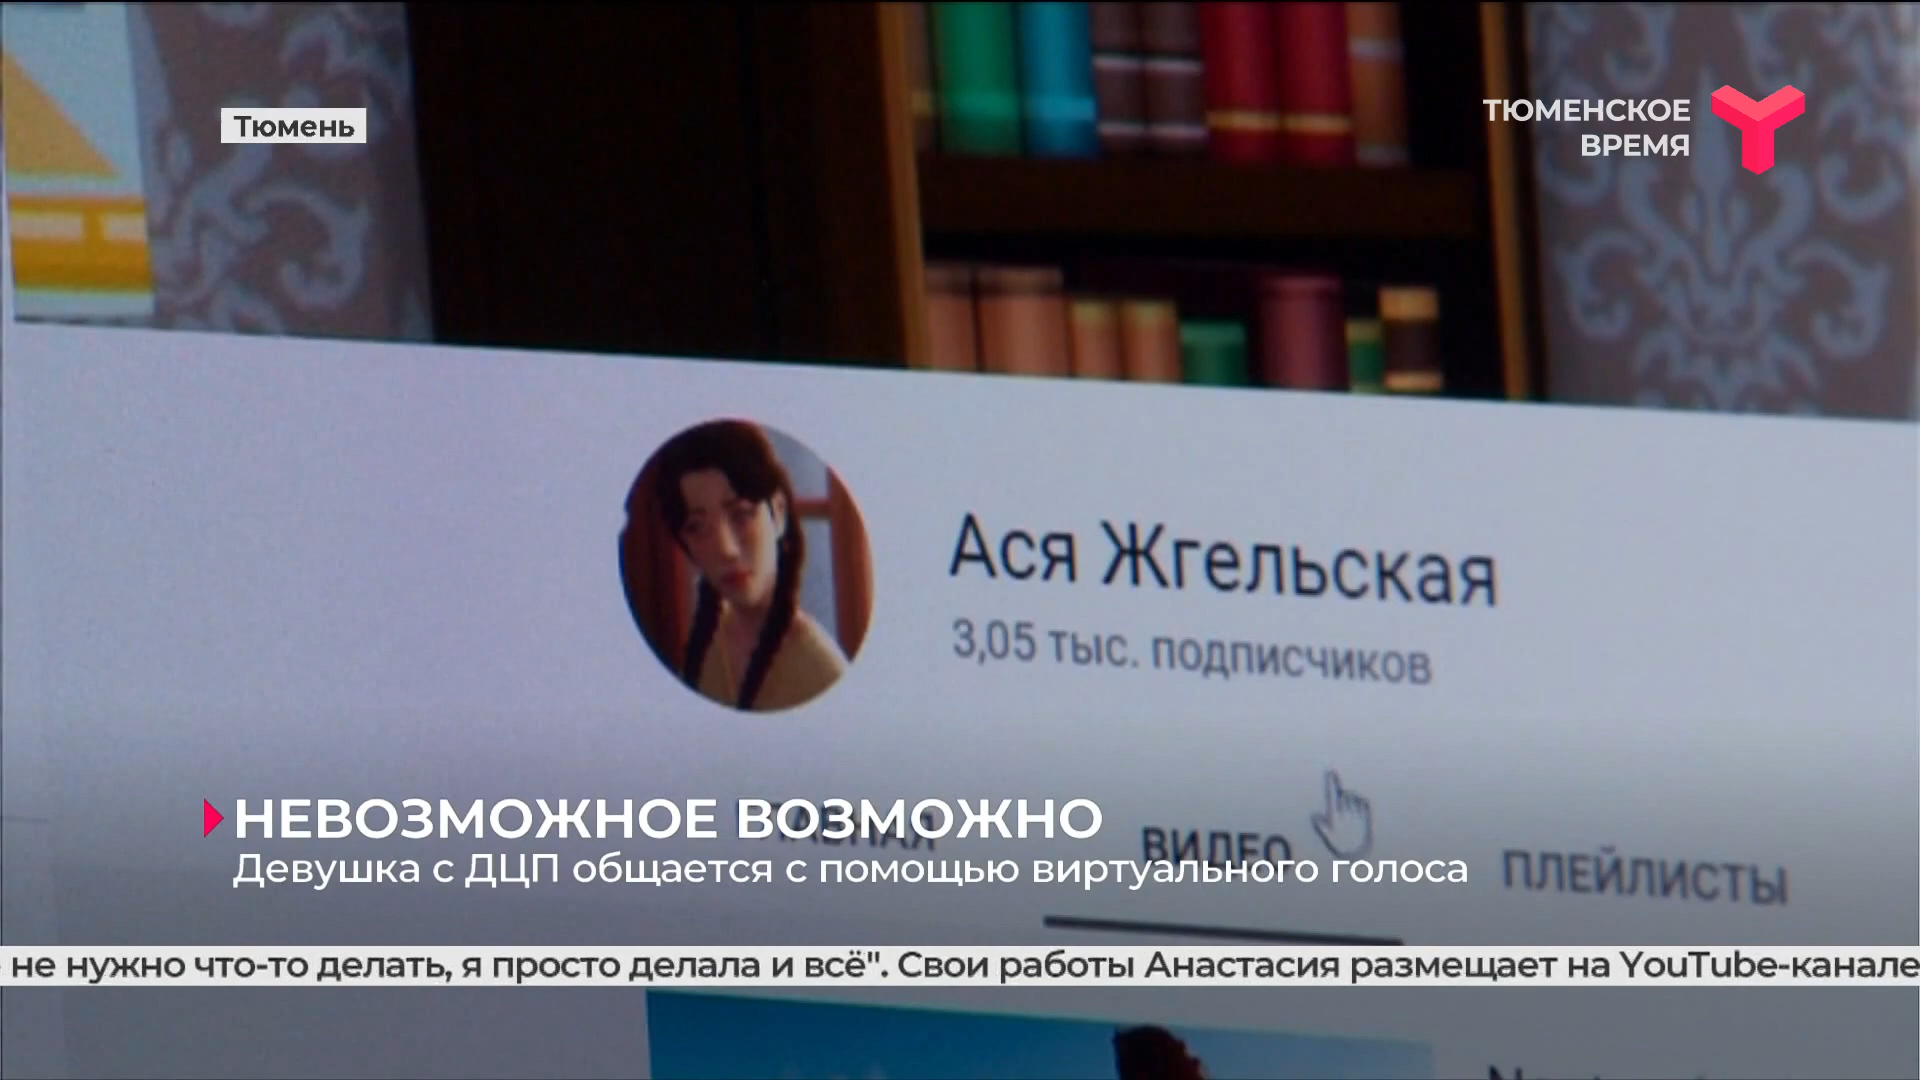 Тюмень
ТЮМЕНСКОЕ
ВРЕМЯ
Ася Жгельская
3,05 тыс. подписчиков
ГЛАВНАЯ
ВИДЕО
ПЛЕЙЛИСТЫ
НЕВОЗМОЖНОЕ ВОЗМОЖНО
Девушка с ДЦП общается с помощью виртуального голоса
не нужно что-то делать, я просто делала и всё". Свои работы Анастасия размещает на YouTube-канале